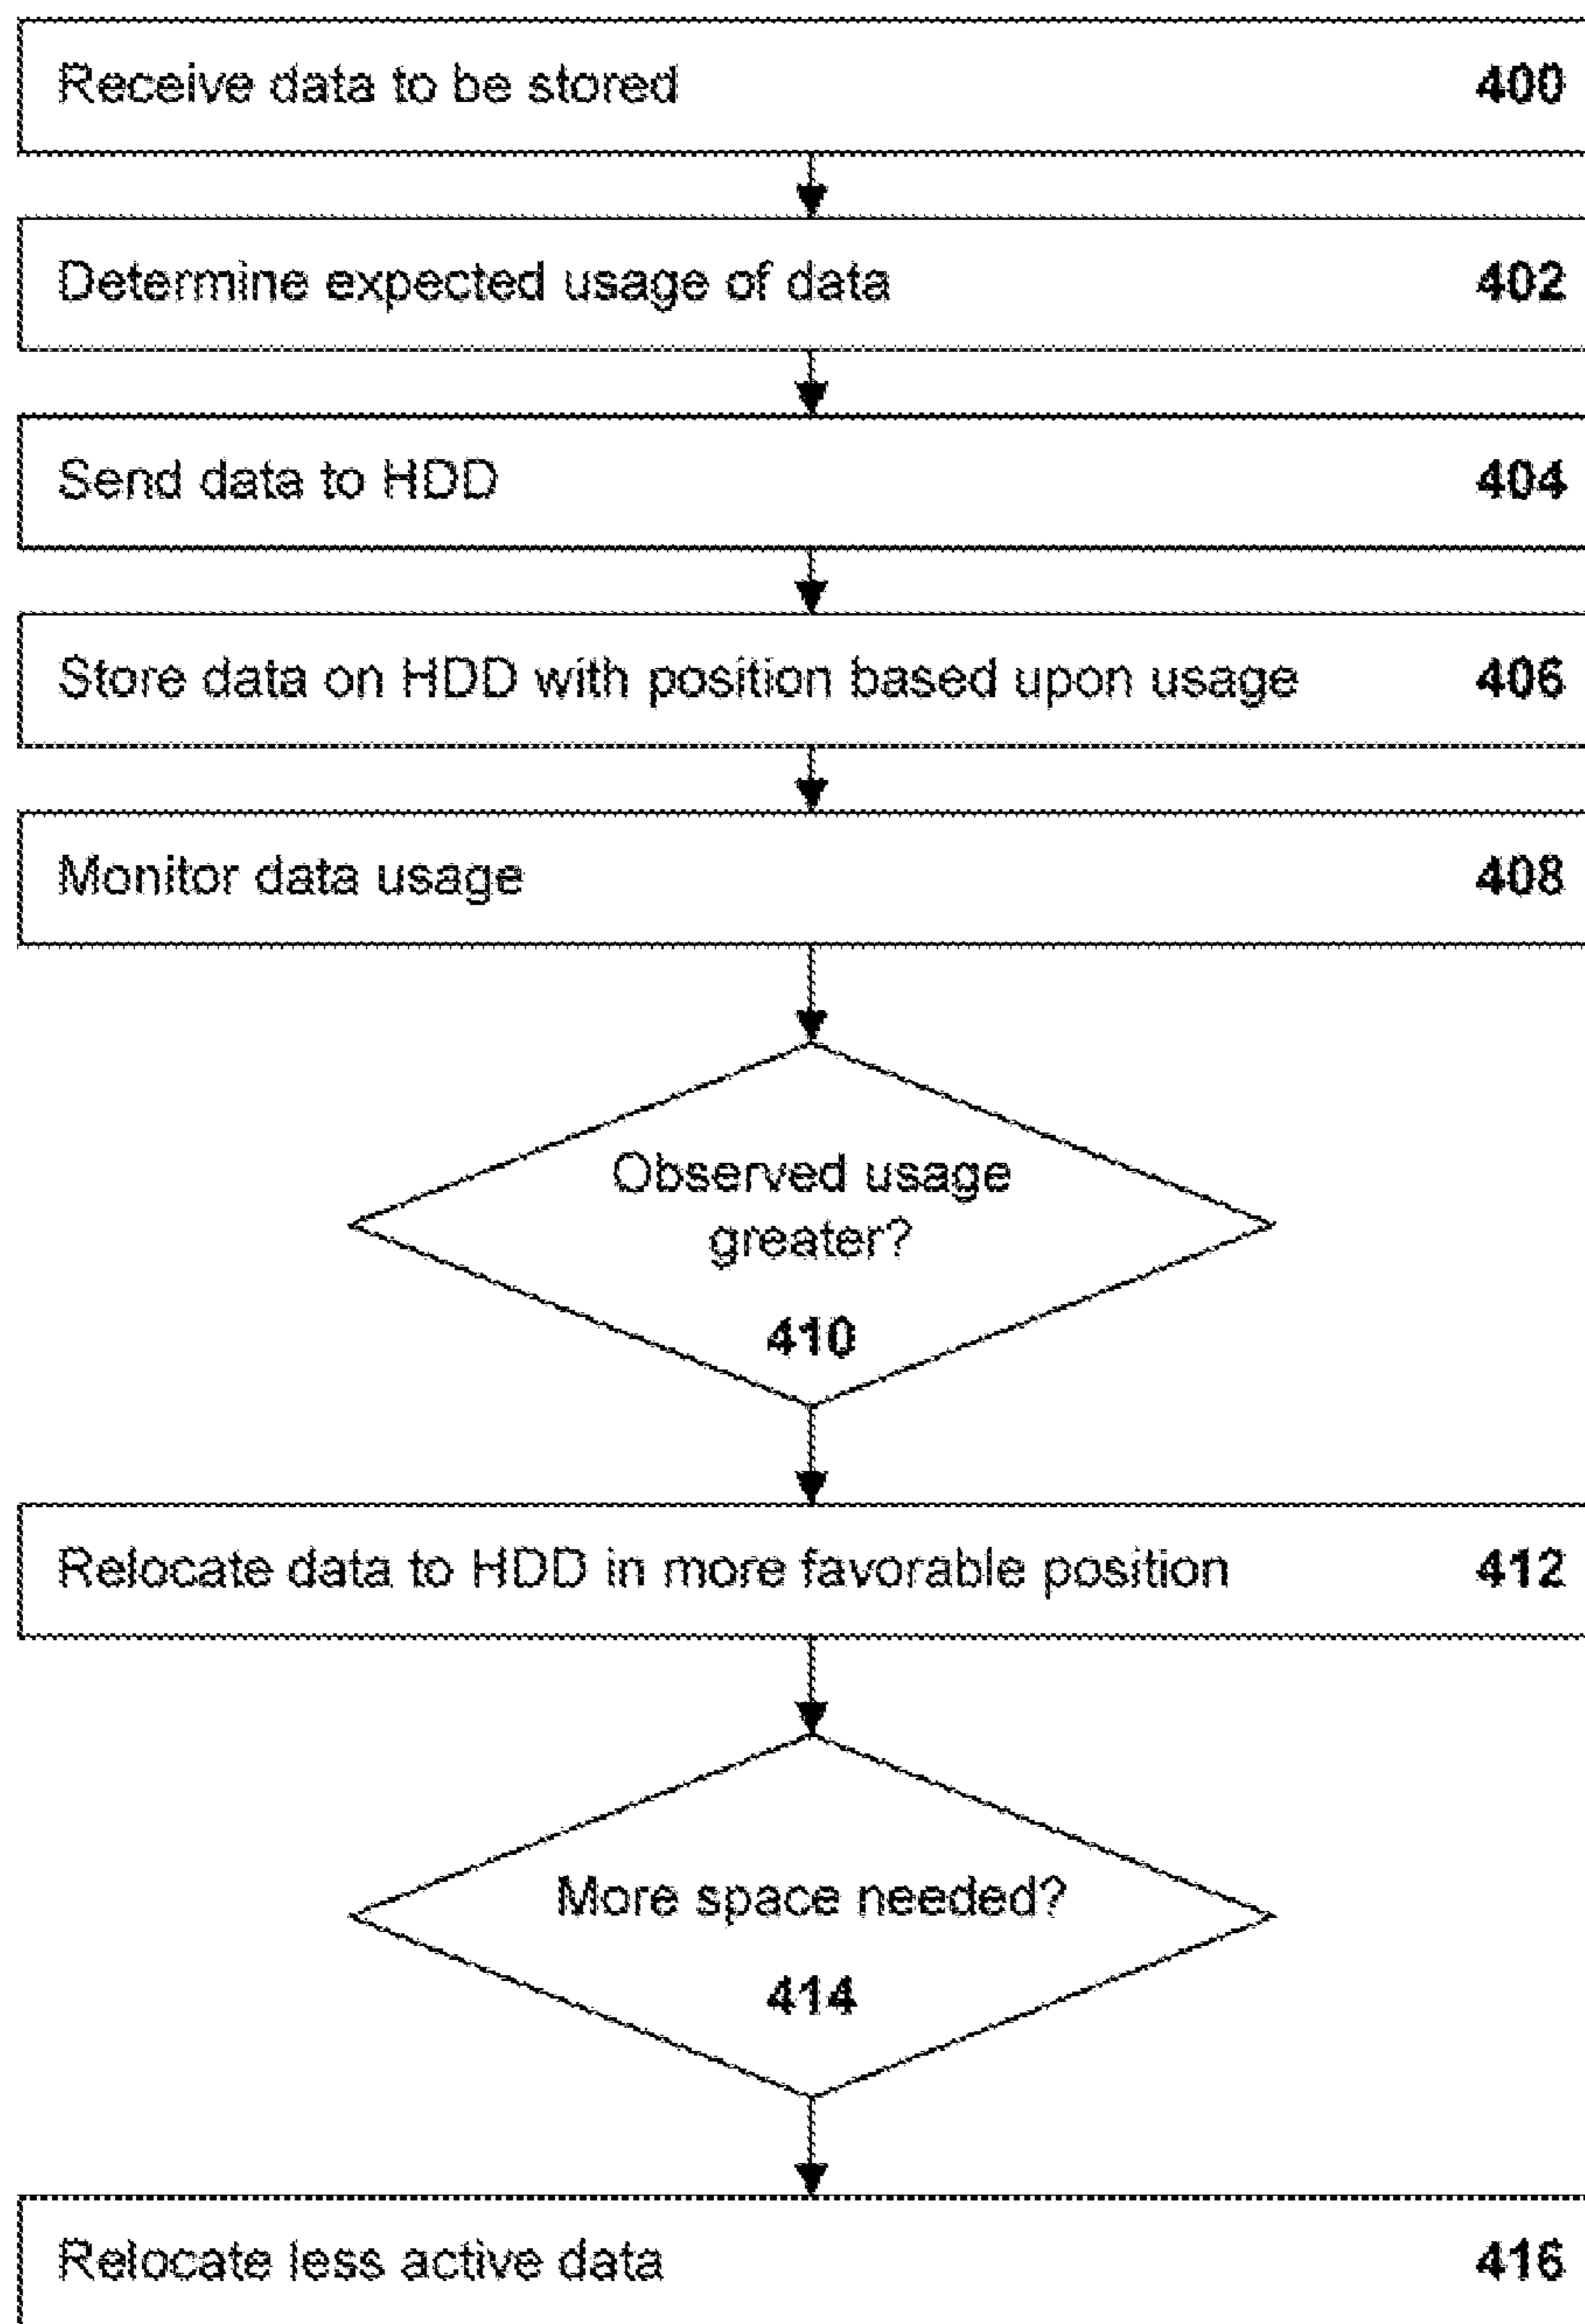 Receive data to be stored 400
Determine expected usage of data 402
Send data to HDD 404
Store data on HDD with position based upon usage 406
Monitor data usage 408
Observed usage
greater?
410
Relocate data to HDD in more favorable position 412
More space needed?
414
Relocate less active data 416